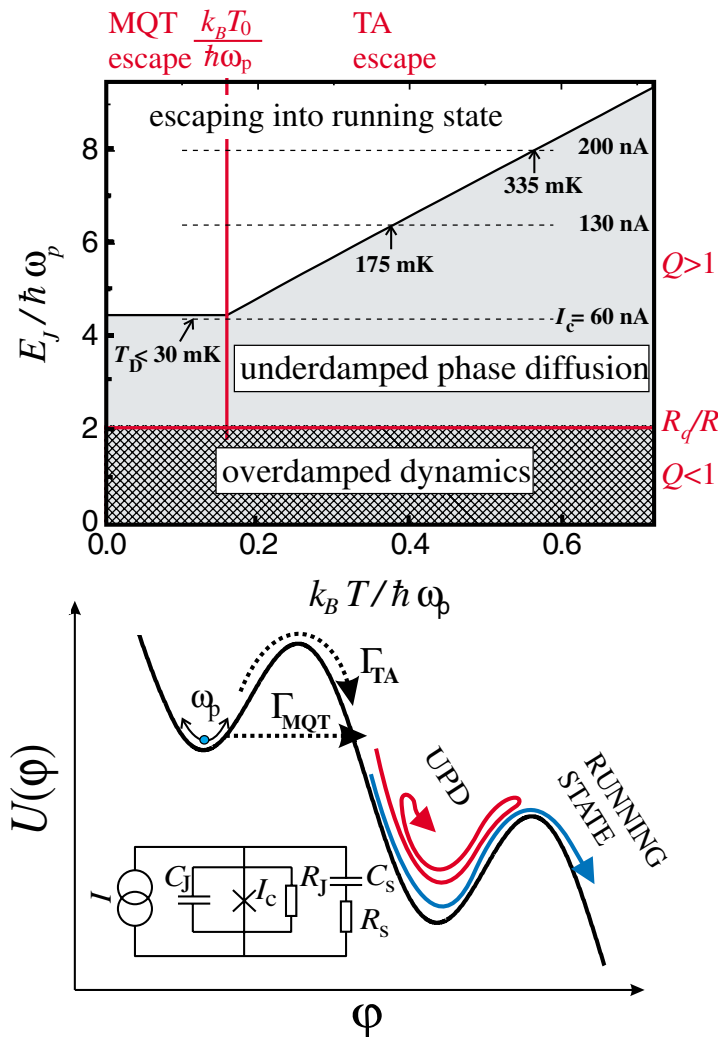 MQT k_B T_0 TA
escape ħω_p escape
escaping into running state
8
200 nA
335 mK
130 nA
6
175 mK
Q>1
E_J / ħ ω_p
4
I_c = 60 nA
T_D < 30 mK
underdamped phase diffusion
2
R_q/R
overdamped dynamics
Q<1
0
0.0 0.2 0.4 0.6
k_B T / ħ ω_p
Γ_TA
ω_p
Γ_MQT
U(φ)
UPD
RUNNING
STATE
I
C_J
I_c
R_J
C_s
R_s
φ